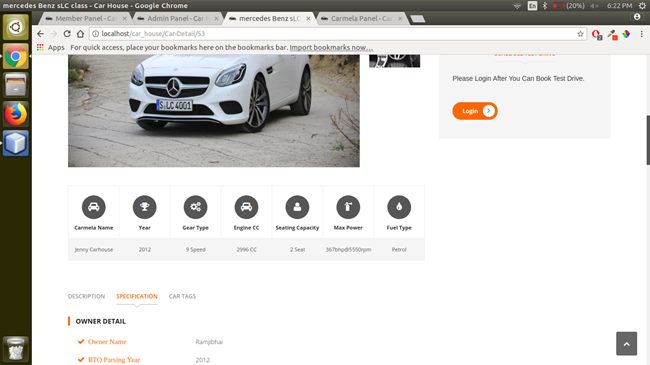 mercedes Benz sLC class - Car House - Google Chrome
En
(20%)
6:22 PM
Member Panel - Car
Admin Panel - Car
mercedes Benz sLC
Carmela Panel - Car
localhost/car_house/Car-Detail/53
Apps
For quick access, place your bookmarks here on the bookmarks bar. Import bookmarks now...
S LC 4001
Please Login After You Can Book Test Drive.
Login
Carmela Name
Year
Gear Type
Engine CC
Seating Capacity
Max Power
Fuel Type
Jenny Carhouse
2012
9 Speed
2996 CC
2 Seat
367bhp@5550rpm
Petrol
DESCRIPTION
SPECIFICATION
CAR TAGS
OWNER DETAIL
Owner Name
Ramjibhai
RTO Parsing Year
2012